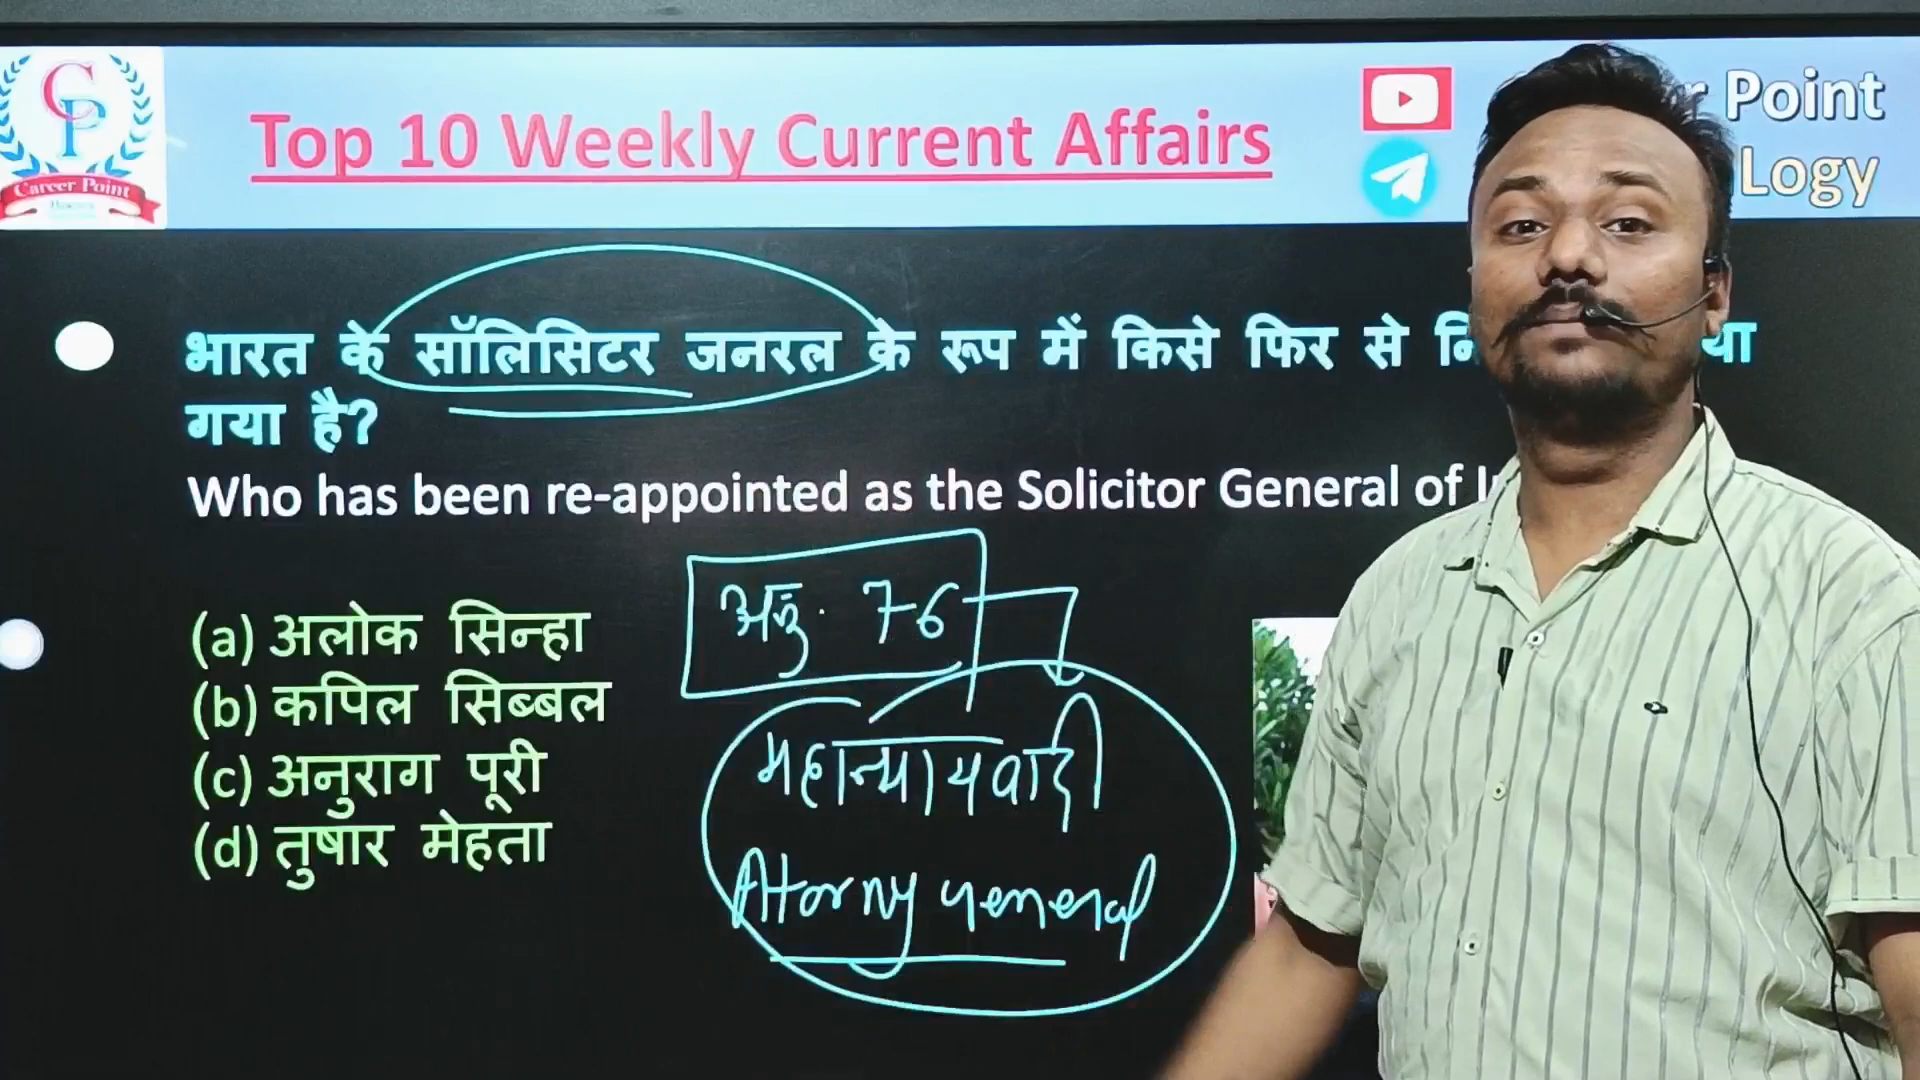 CP
Career Point
Top 10 Weekly Current Affairs
Point
Logy
भारत के सॉलिसिटर जनरल के रूप में किसे फिर से
गया है?
Who has been re-appointed as the Solicitor General of
(a) अलोक सिन्हा
(b) कपिल सिब्बल
(c) अनुराग पूरी
(d) तुषार मेहता
अनु. 76
महान्यायवादी
Attorny General